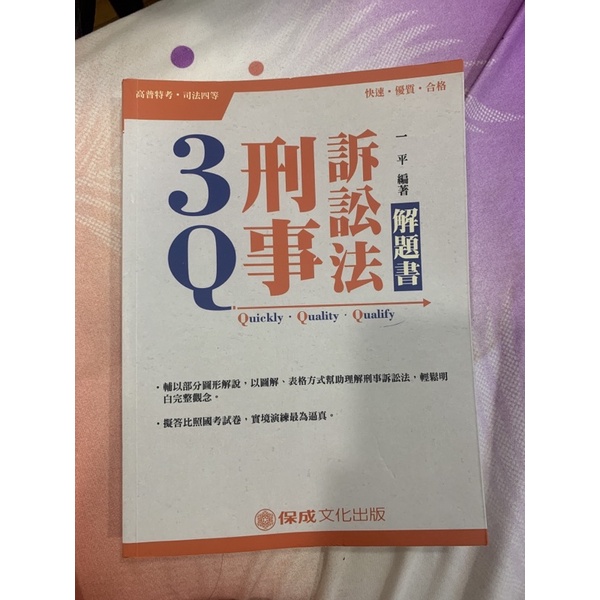 高普特考・司法四等
快速・優質・合格
3Q
刑事
訴訟法
一平 編著
解題書
Quickly・Quality・Qualify
・輔以部分圖形解說，以圖解、表格方式幫助理解刑事訴訟法，輕鬆明
白完整觀念。
・擬答比照國考試卷，實境演練最為逼真。
保成文化出版